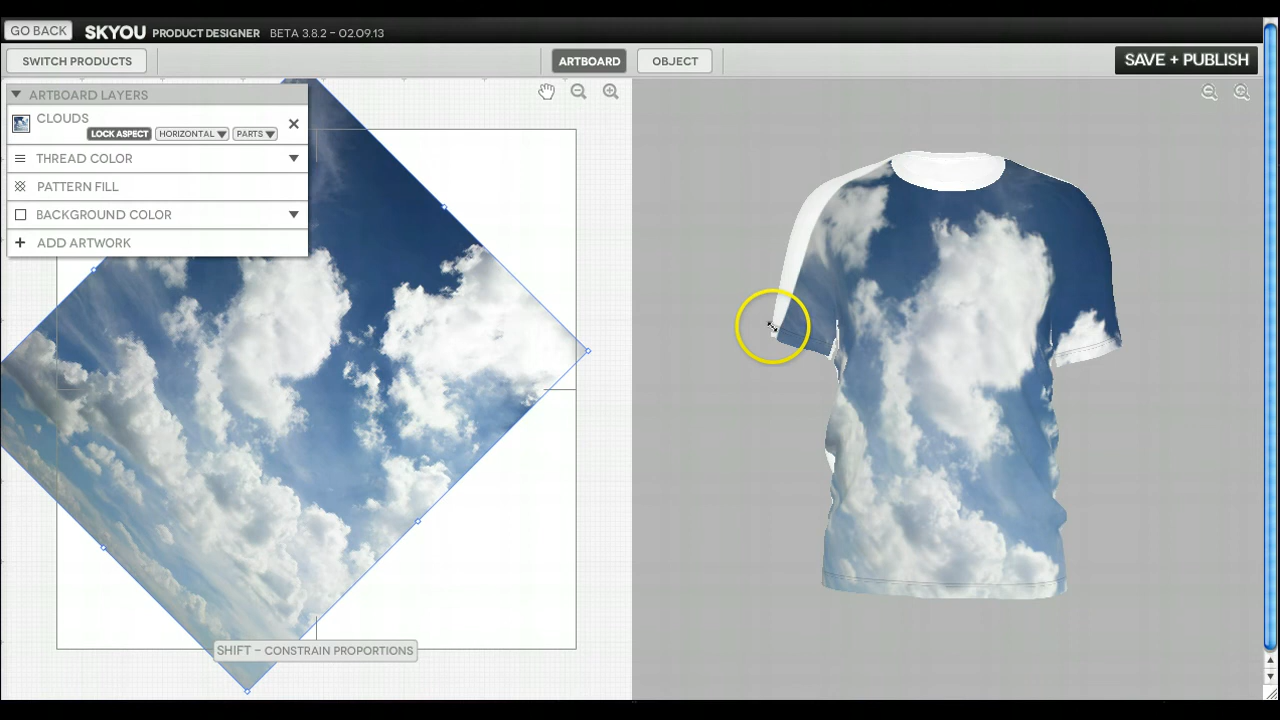 GO BACK SKYOU PRODUCT DESIGNER BETA 3.8.2 – 02.09.13
SWITCH PRODUCTS ARTBOARD OBJECT SAVE + PUBLISH
ARTBOARD LAYERS
CLOUDS
LOCK ASPECT HORIZONTAL PARTS
THREAD COLOR
PATTERN FILL
BACKGROUND COLOR
ADD ARTWORK
SHIFT – CONSTRAIN PROPORTIONS